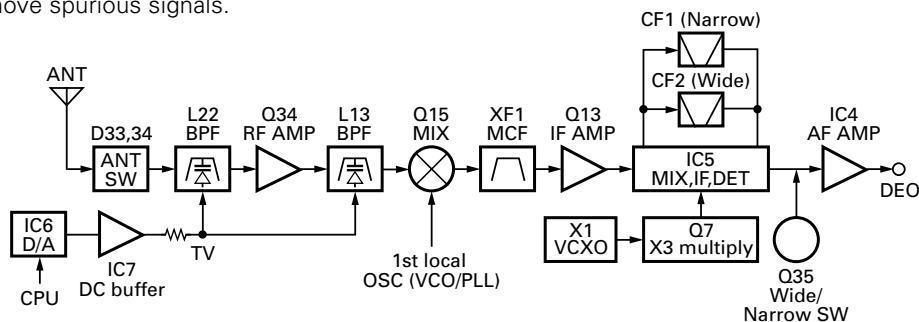 ove spurious signals.
CF1 (Narrow)
CF2 (Wide)
ANT
D33,34
ANT
SW
L22
BPF
Q34
RF AMP
L13
BPF
Q15
MIX
XF1
MCF
Q13
IF AMP
IC5
MIX,IF,DET
IC4
AF AMP
DEO
IC6
D/A
CPU
IC7
DC buffer
TV
1st local
OSC (VCO/PLL)
X1
VCXO
Q7
X3 multiply
Q35
Wide/
Narrow SW